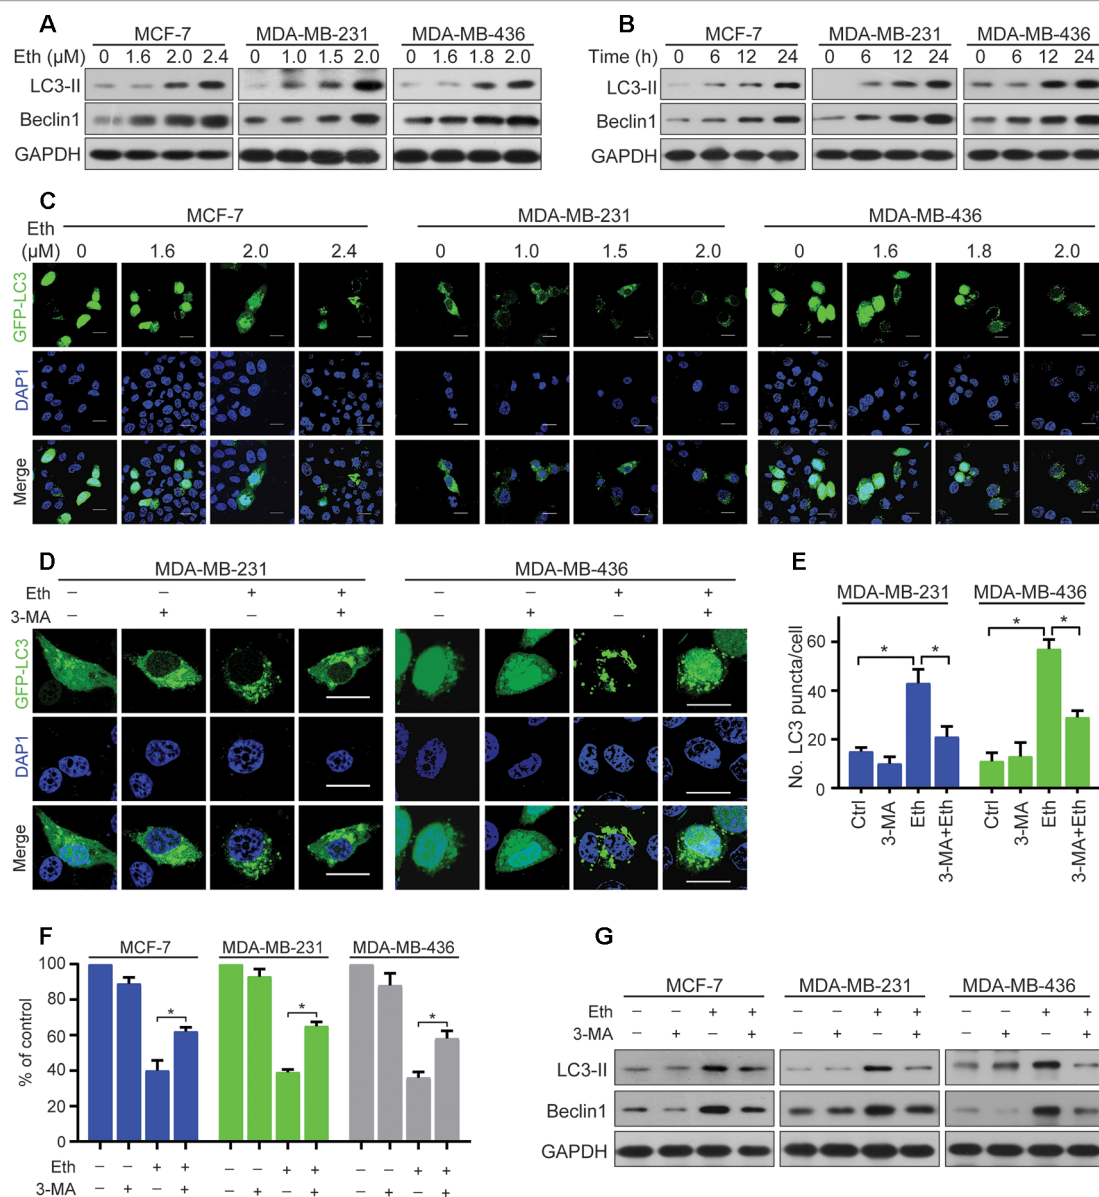 A
MCF-7 MDA-MB-231 MDA-MB-436
Eth (µM) 0 1.6 2.0 2.4 0 1.0 1.5 2.0 0 1.6 1.8 2.0
LC3-II
Beclin1
GAPDH
B
MCF-7 MDA-MB-231 MDA-MB-436
Time (h) 0 6 12 24 0 6 12 24 0 6 12 24
LC3-II
Beclin1
GAPDH
C
MCF-7 MDA-MB-231 MDA-MB-436
Eth
(µM) 0 1.6 2.0 2.4 0 1.0 1.5 2.0 0 1.6 1.8 2.0
GFP-LC3
DAP1
Merge
D
MDA-MB-231 MDA-MB-436
Eth – – + + – – + +
3-MA – + – + – + – +
GFP-LC3
DAP1
Merge
E
MDA-MB-231 MDA-MB-436
No. LC3 puncta/cell
60
40
20
0
* * * *
Ctrl 3-MA Eth 3-MA+Eth Ctrl 3-MA Eth 3-MA+Eth
F
MCF-7 MDA-MB-231 MDA-MB-436
% of control
100
80
60
40
20
0
* * *
Eth – – + + – – + + – – + +
3-MA – + – + – + – + – + – +
G
MCF-7 MDA-MB-231 MDA-MB-436
Eth – – + + – – + + – – + +
3-MA – + – + – + – + – + – +
LC3-II
Beclin1
GAPDH